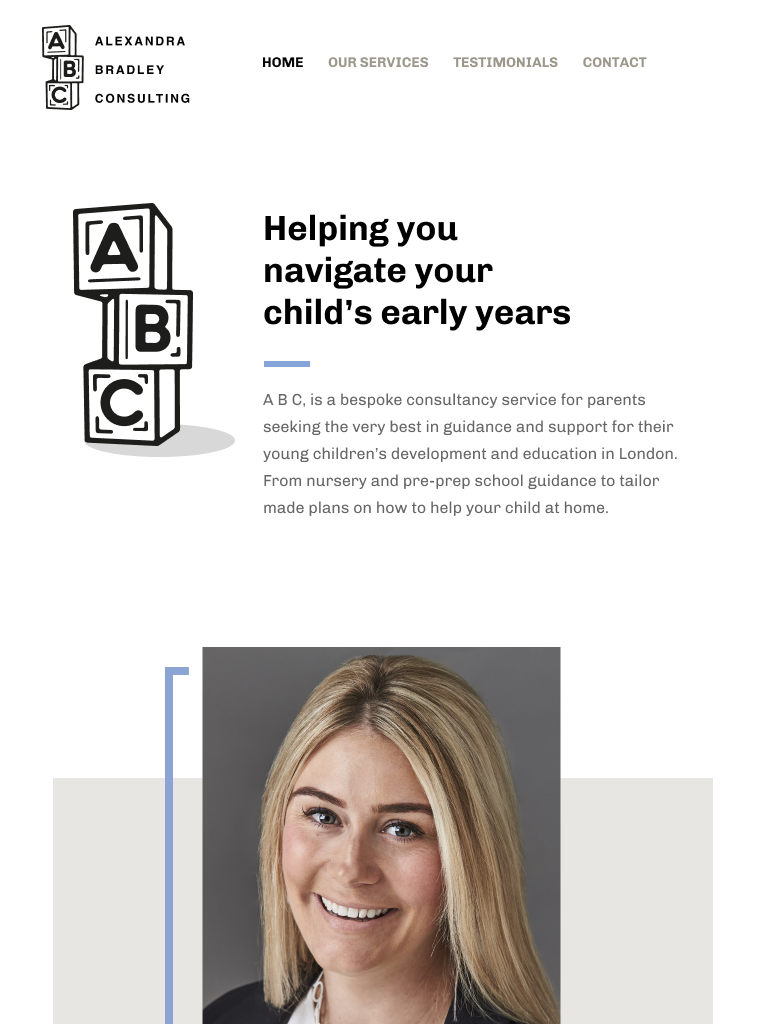 A
B
C
ALEXANDRA
BRADLEY
CONSULTING
HOME OUR SERVICES TESTIMONIALS CONTACT
A
B
C
Helping you
navigate your
child’s early years
A B C, is a bespoke consultancy service for parents
seeking the very best in guidance and support for their
young children’s development and education in London.
From nursery and pre-prep school guidance to tailor
made plans on how to help your child at home.